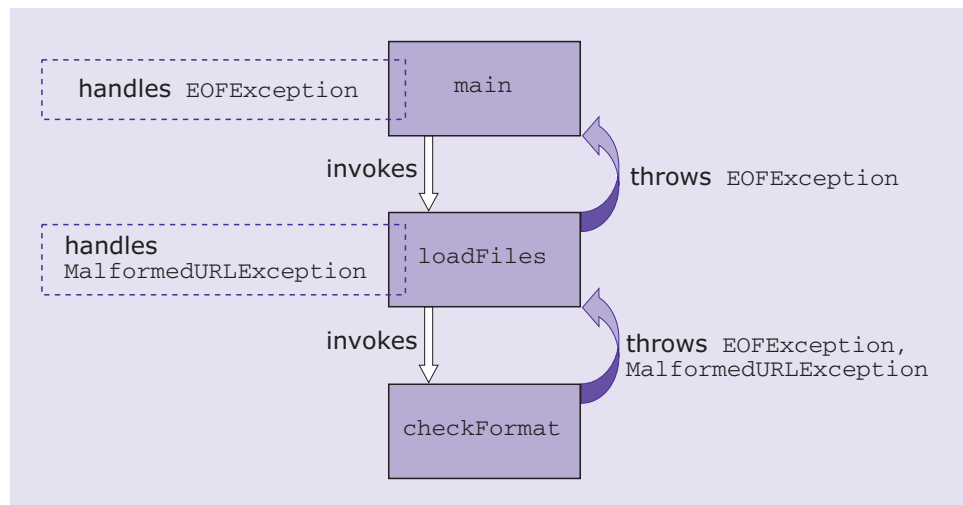 handles EOFException
main
invokes
throws EOFException
handles
MalformedURLException
loadFiles
invokes
throws EOFException,
MalformedURLException
checkFormat